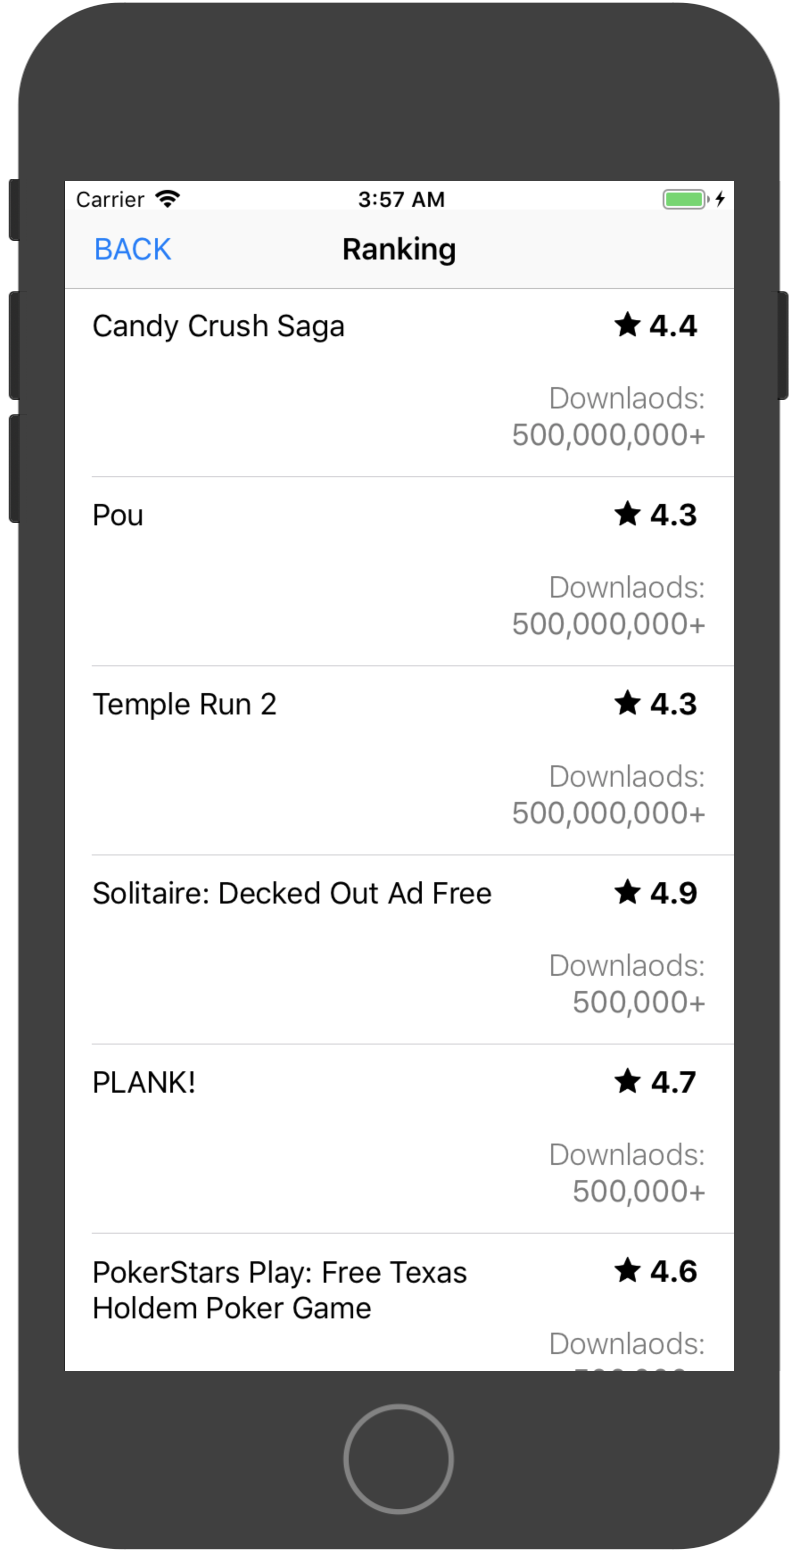 Carrier 3:57 AM
BACK Ranking
Candy Crush Saga ★ 4.4
Downlaods:
500,000,000+
Pou ★ 4.3
Downlaods:
500,000,000+
Temple Run 2 ★ 4.3
Downlaods:
500,000,000+
Solitaire: Decked Out Ad Free ★ 4.9
Downlaods:
500,000+
PLANK! ★ 4.7
Downlaods:
500,000+
PokerStars Play: Free Texas ★ 4.6
Holdem Poker Game
Downlaods: